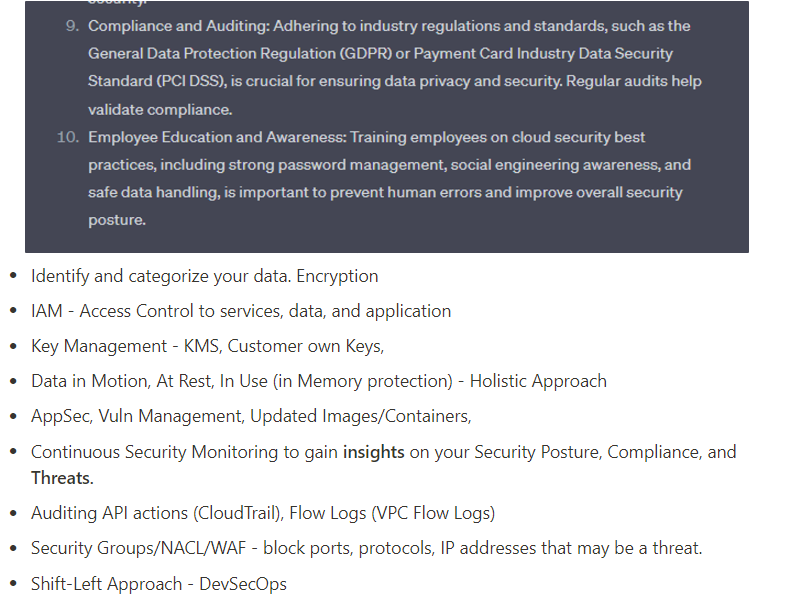 security.
9. Compliance and Auditing: Adhering to industry regulations and standards, such as the
General Data Protection Regulation (GDPR) or Payment Card Industry Data Security
Standard (PCI DSS), is crucial for ensuring data privacy and security. Regular audits help
validate compliance.
10. Employee Education and Awareness: Training employees on cloud security best
practices, including strong password management, social engineering awareness, and
safe data handling, is important to prevent human errors and improve overall security
posture.
• Identify and categorize your data. Encryption
• IAM - Access Control to services, data, and application
• Key Management - KMS, Customer own Keys,
• Data in Motion, At Rest, In Use (in Memory protection) - Holistic Approach
• AppSec, Vuln Management, Updated Images/Containers,
• Continuous Security Monitoring to gain insights on your Security Posture, Compliance, and
Threats.
• Auditing API actions (CloudTrail), Flow Logs (VPC Flow Logs)
• Security Groups/NACL/WAF - block ports, protocols, IP addresses that may be a threat.
• Shift-Left Approach - DevSecOps